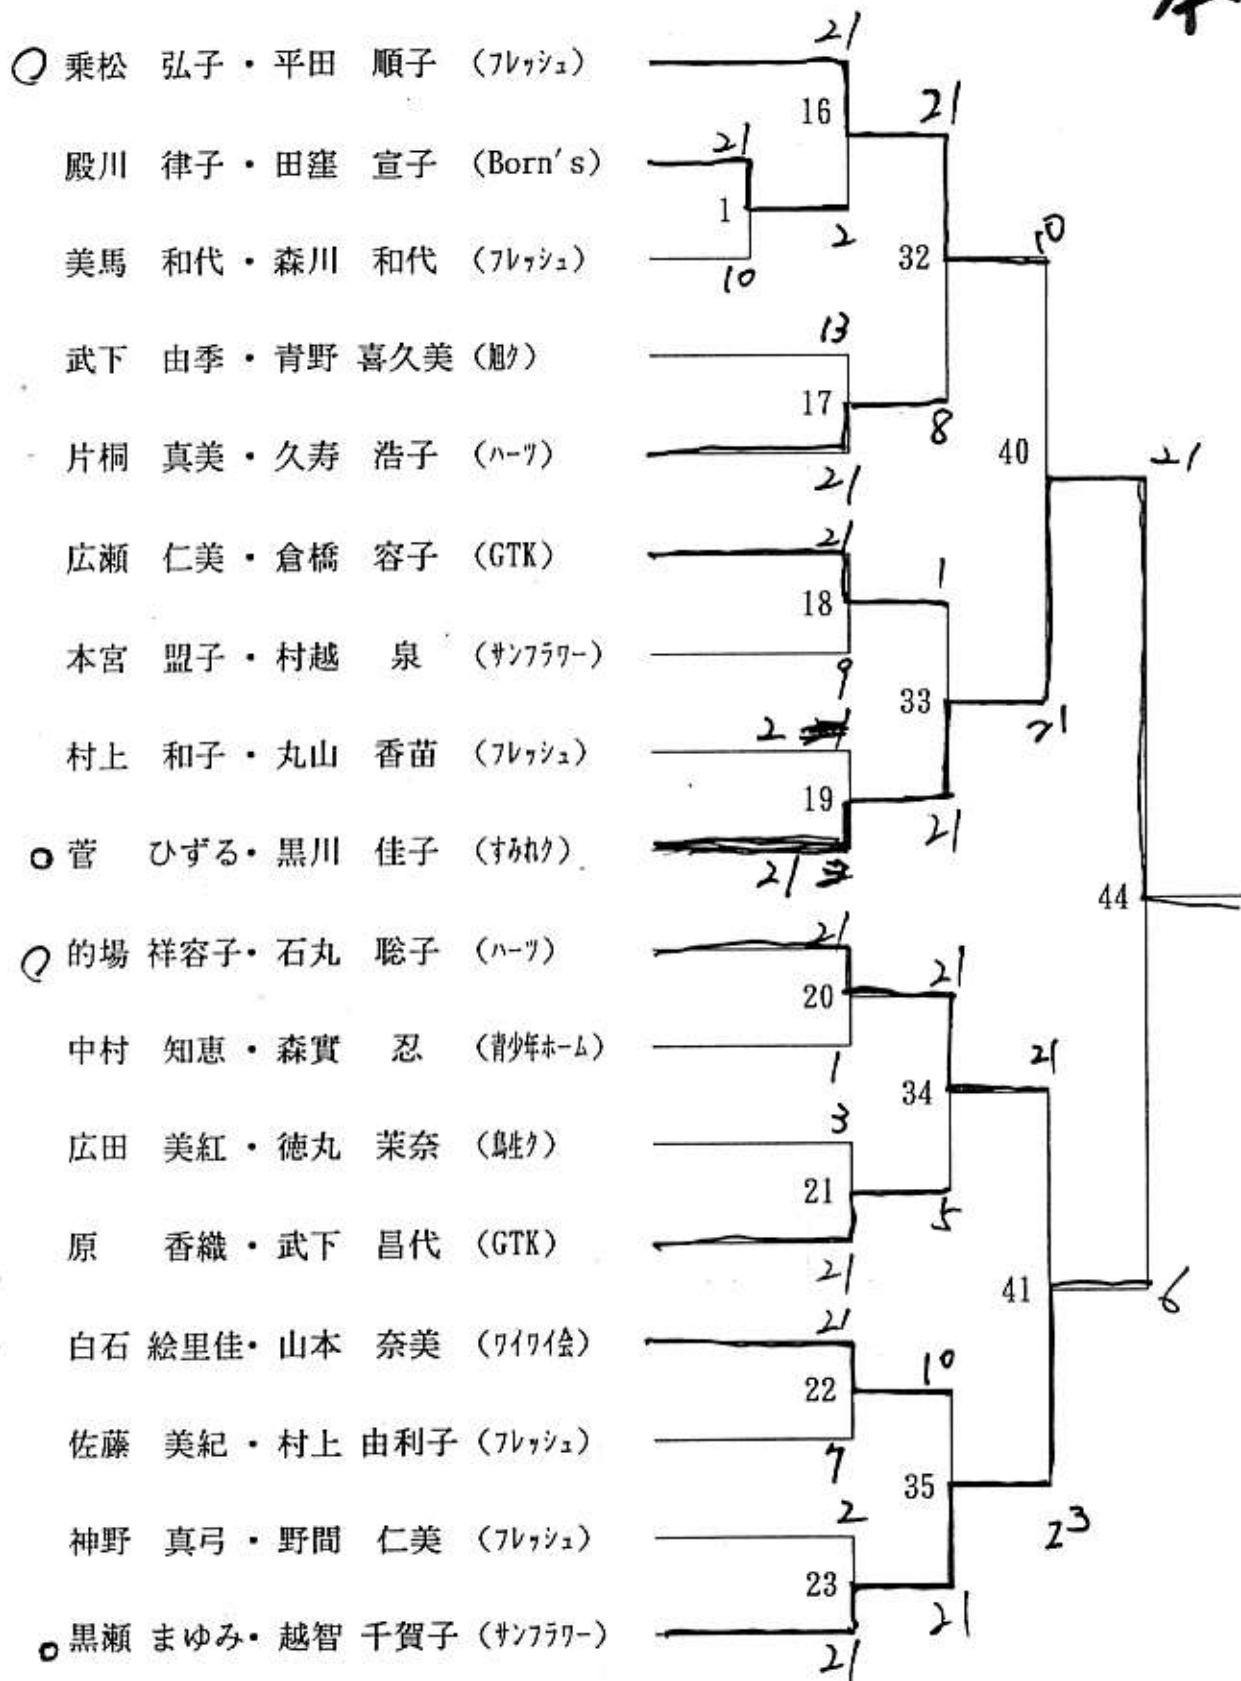 21
○ 乗松 弘子・平田 順子 (フレッシュ)
16 21
21
殿川 律子・田窪 宣子 (Born's)
1
2
美馬 和代・森川 和代 (フレッシュ)
32 10
10
13
武下 由季・青野 喜久美 (旭ク)
17
8
片桐 真美・久寿 浩子 (ハーツ)
40 21
21
21
広瀬 仁美・倉橋 容子 (GTK)
1
18
本宮 盟子・村越 泉 (サンフラワー)
9
33
21
2
村上 和子・丸山 香苗 (フレッシュ)
19
21
菅 ひずる・黒川 佳子 (すみれク)
21
44
21
的場 祥容子・石丸 聡子 (ハーツ)
21
20
中村 知恵・森實 忍 (青少年ホーム)
21
1
34
3
広田 美紅・徳丸 茉奈 (鳥生ク)
21
5
原 香織・武下 昌代 (GTK)
21
41
6
21
白石 絵里佳・山本 奈美 (ワイワイ会)
10
22
佐藤 美紀・村上 由利子 (フレッシュ)
7
35
2
23
神野 真弓・野間 仁美 (フレッシュ)
23
21
黒瀬 まゆみ・越智 千賀子 (サンフラワー)
21